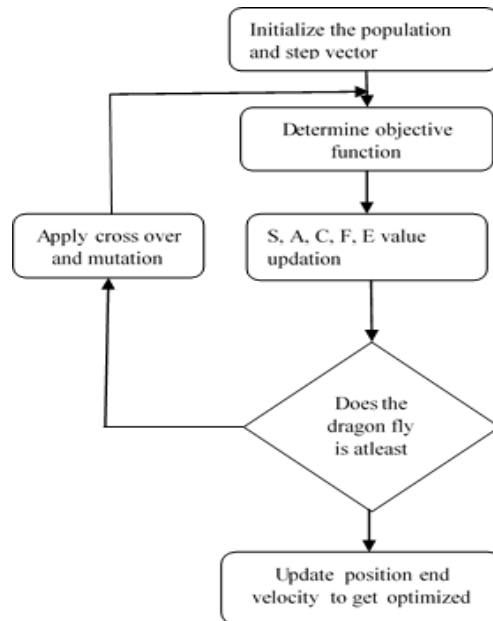 Initialize the population
and step vector
Determine objective
function
Apply cross over
and mutation
S, A, C, F, E value
updation
Does the
dragon fly
is atleast
Update position end
velocity to get optimized